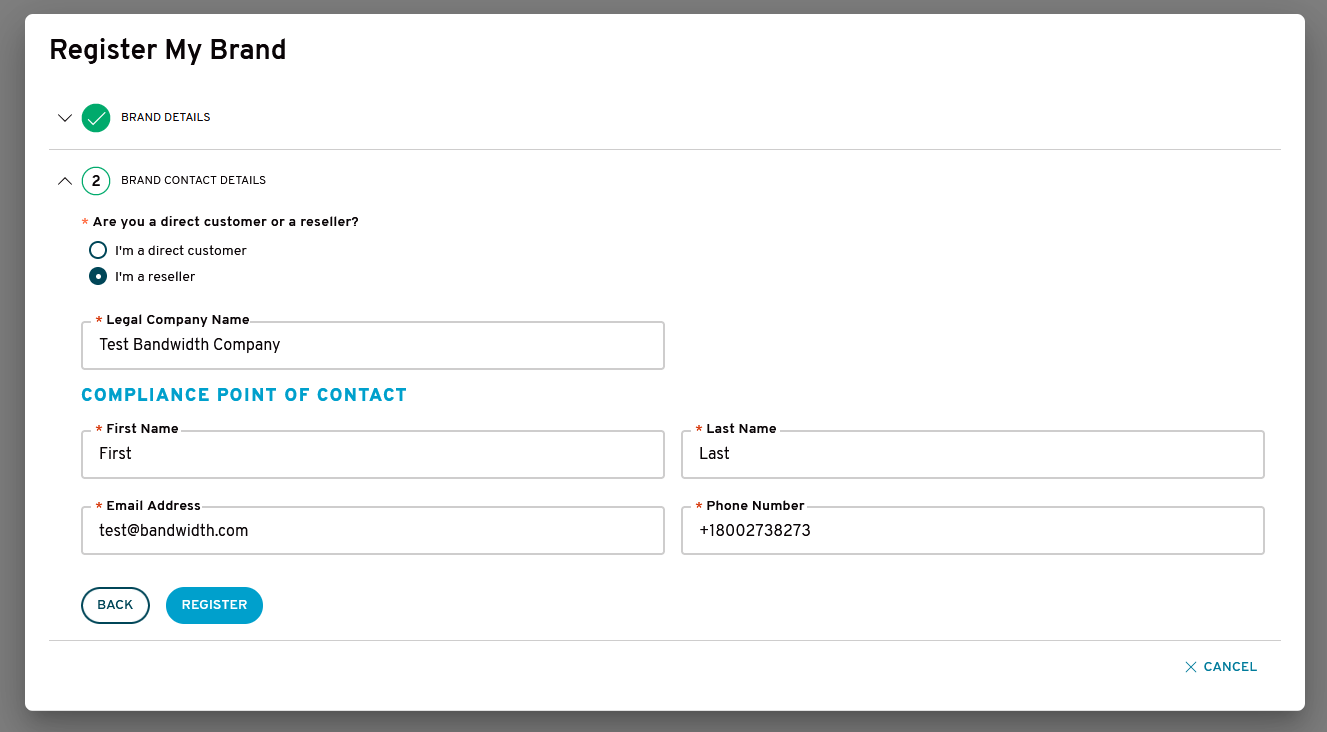 Register My Brand
BRAND DETAILS
2 BRAND CONTACT DETAILS
* Are you a direct customer or a reseller?
I'm a direct customer
I'm a reseller
* Legal Company Name
Test Bandwidth Company
COMPLIANCE POINT OF CONTACT
* First Name
First
* Last Name
Last
* Email Address
test@bandwidth.com
* Phone Number
+18002738273
BACK
REGISTER
CANCEL